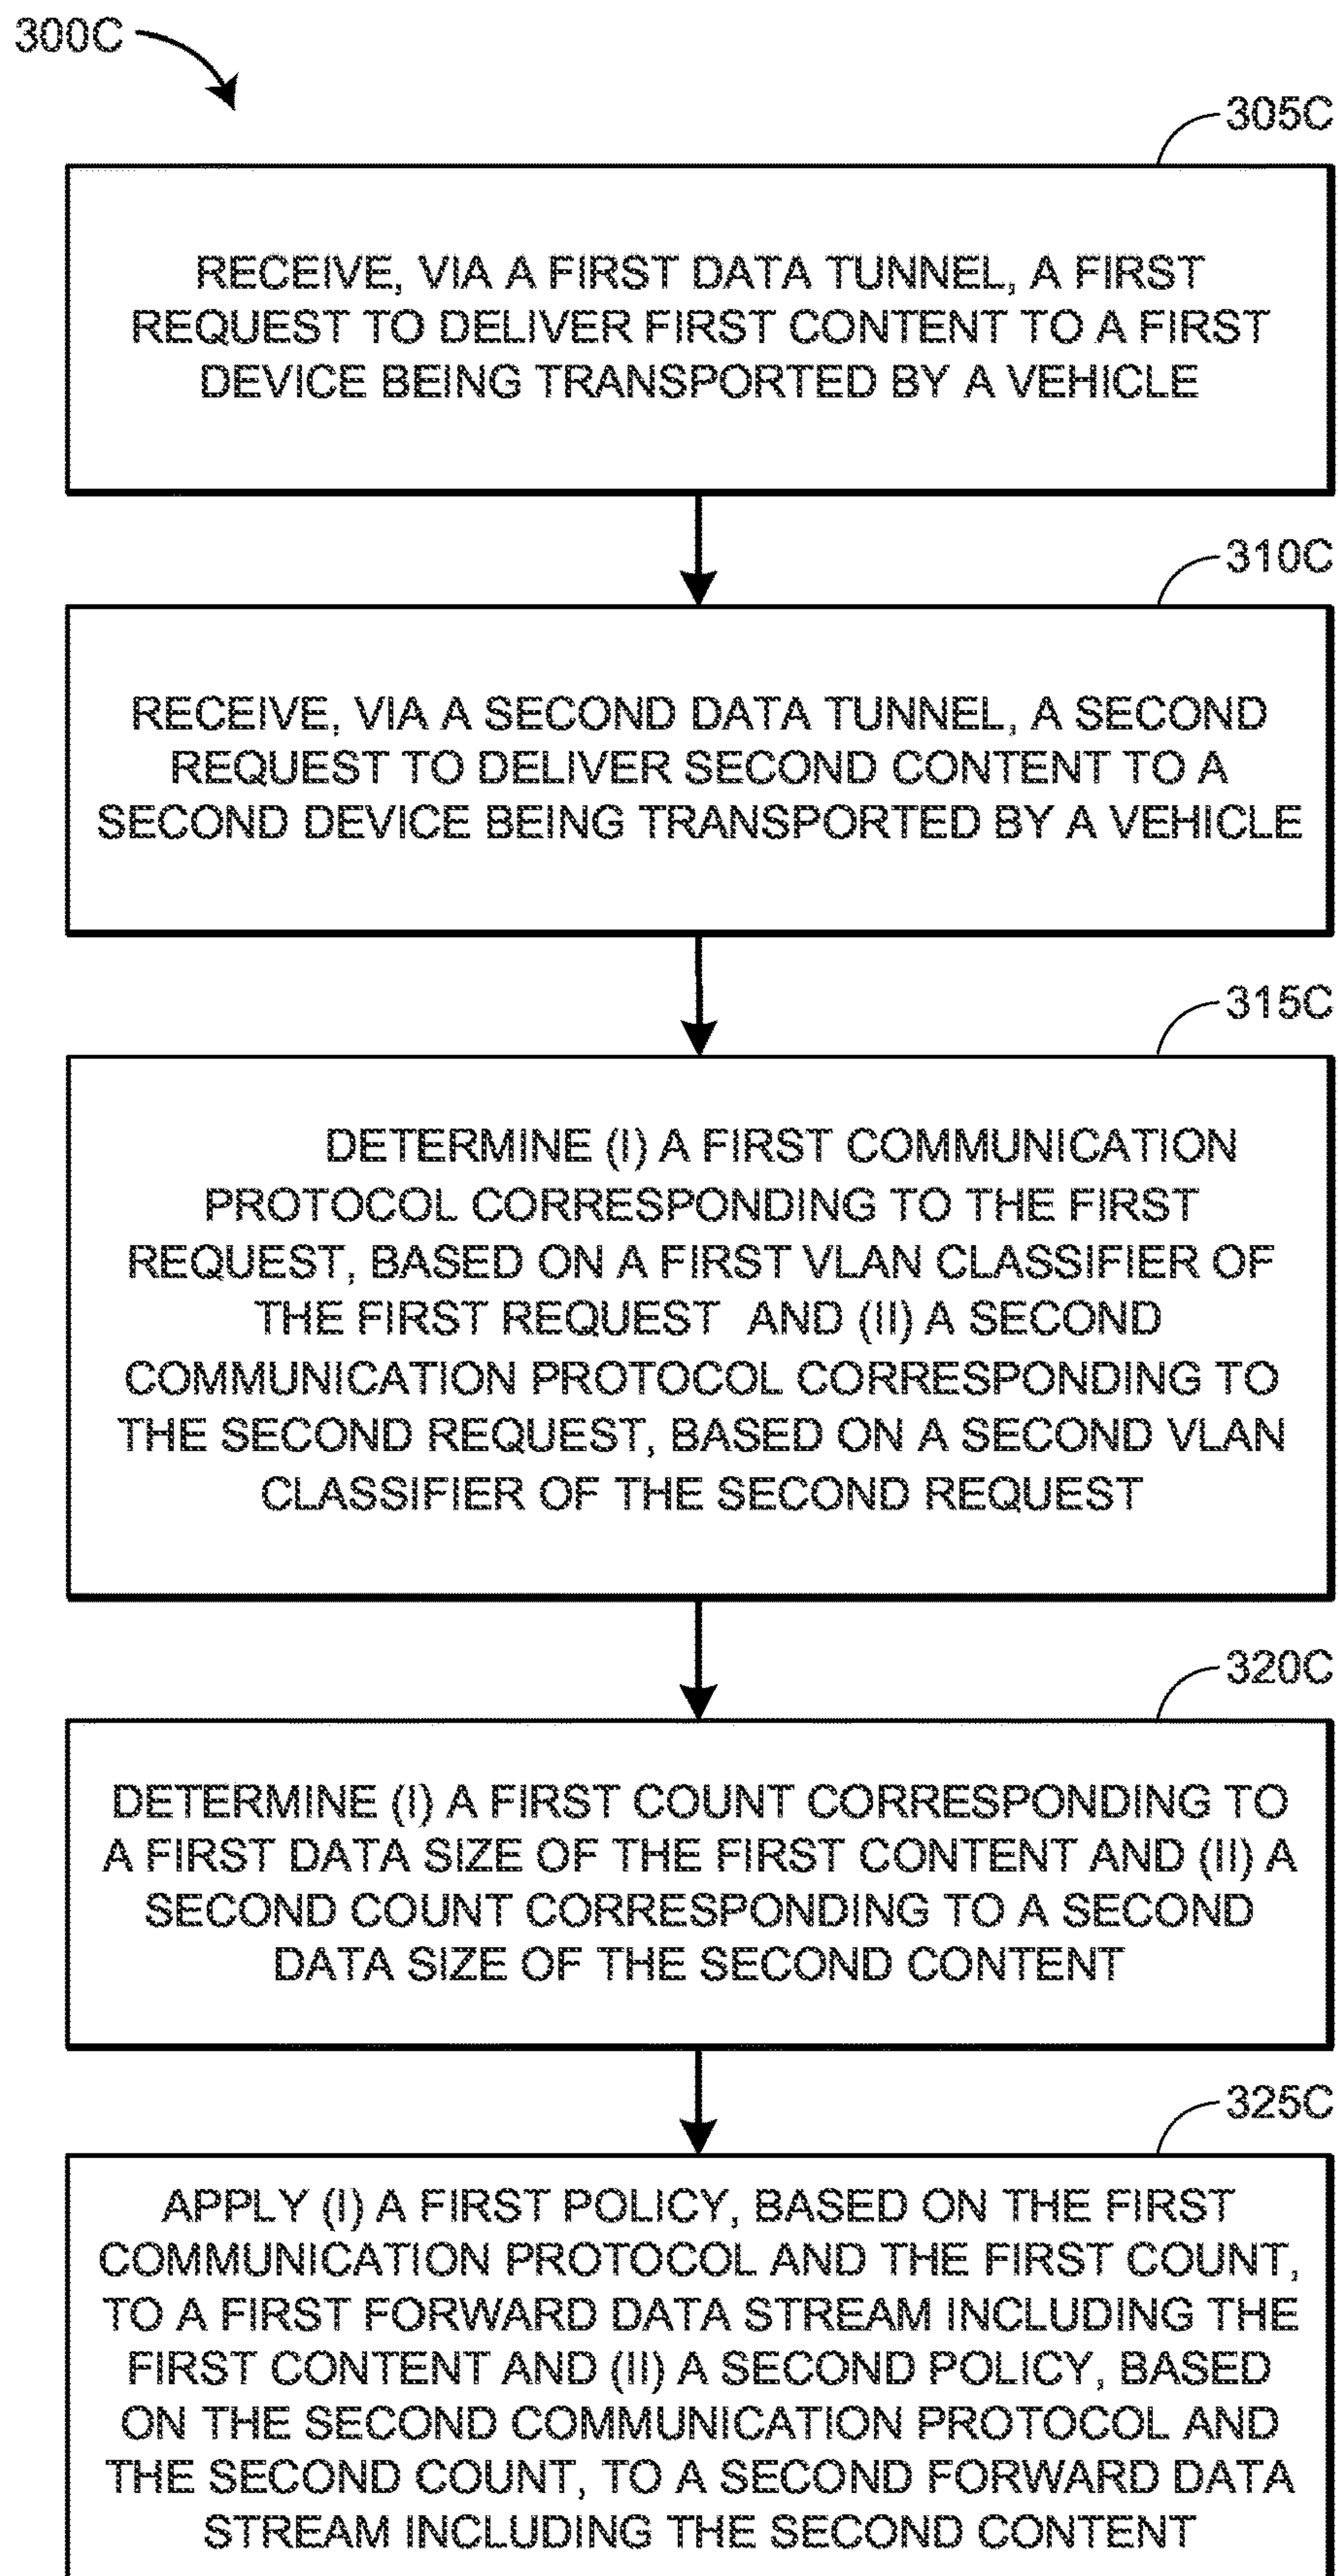 300C
305C
RECEIVE, VIA A FIRST DATA TUNNEL, A FIRST
REQUEST TO DELIVER FIRST CONTENT TO A FIRST
DEVICE BEING TRANSPORTED BY A VEHICLE
310C
RECEIVE, VIA A SECOND DATA TUNNEL, A SECOND
REQUEST TO DELIVER SECOND CONTENT TO A
SECOND DEVICE BEING TRANSPORTED BY A VEHICLE
315C
DETERMINE (I) A FIRST COMMUNICATION
PROTOCOL CORRESPONDING TO THE FIRST
REQUEST, BASED ON A FIRST VLAN CLASSIFIER OF
THE FIRST REQUEST AND (II) A SECOND
COMMUNICATION PROTOCOL CORRESPONDING TO
THE SECOND REQUEST, BASED ON A SECOND VLAN
CLASSIFIER OF THE SECOND REQUEST
320C
DETERMINE (I) A FIRST COUNT CORRESPONDING TO
A FIRST DATA SIZE OF THE FIRST CONTENT AND (II) A
SECOND COUNT CORRESPONDING TO A SECOND
DATA SIZE OF THE SECOND CONTENT
325C
APPLY (I) A FIRST POLICY, BASED ON THE FIRST
COMMUNICATION PROTOCOL AND THE FIRST COUNT,
TO A FIRST FORWARD DATA STREAM INCLUDING THE
FIRST CONTENT AND (II) A SECOND POLICY, BASED
ON THE SECOND COMMUNICATION PROTOCOL AND
THE SECOND COUNT, TO A SECOND FORWARD DATA
STREAM INCLUDING THE SECOND CONTENT